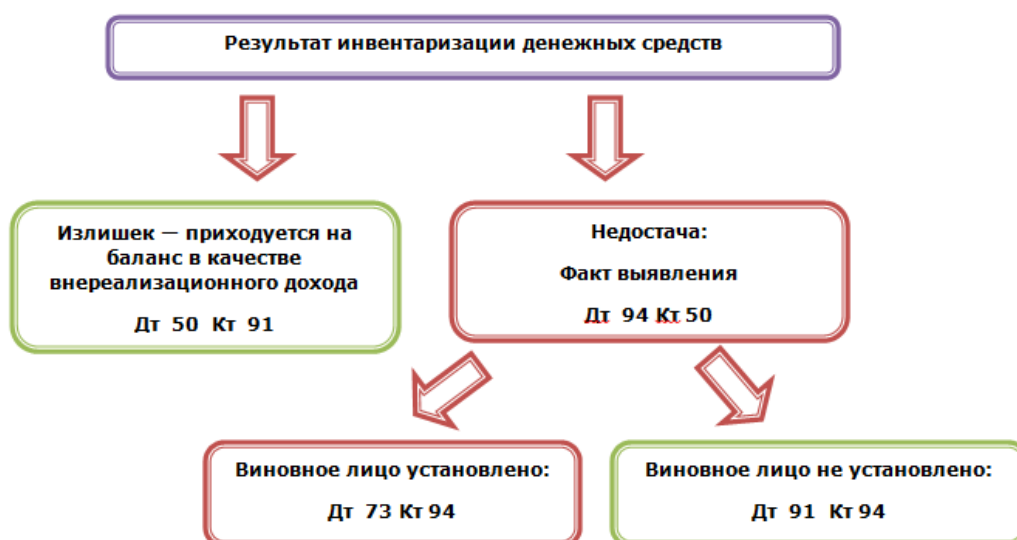 Результат инвентаризации денежных средств
Излишек — приходуется на
баланс в качестве
внереализационного дохода
Дт 50 Кт 91
Недостача:
Факт выявления
Дт 94 Кт 50
Виновное лицо установлено:
Дт 73 Кт 94
Виновное лицо не установлено:
Дт 91 Кт 94